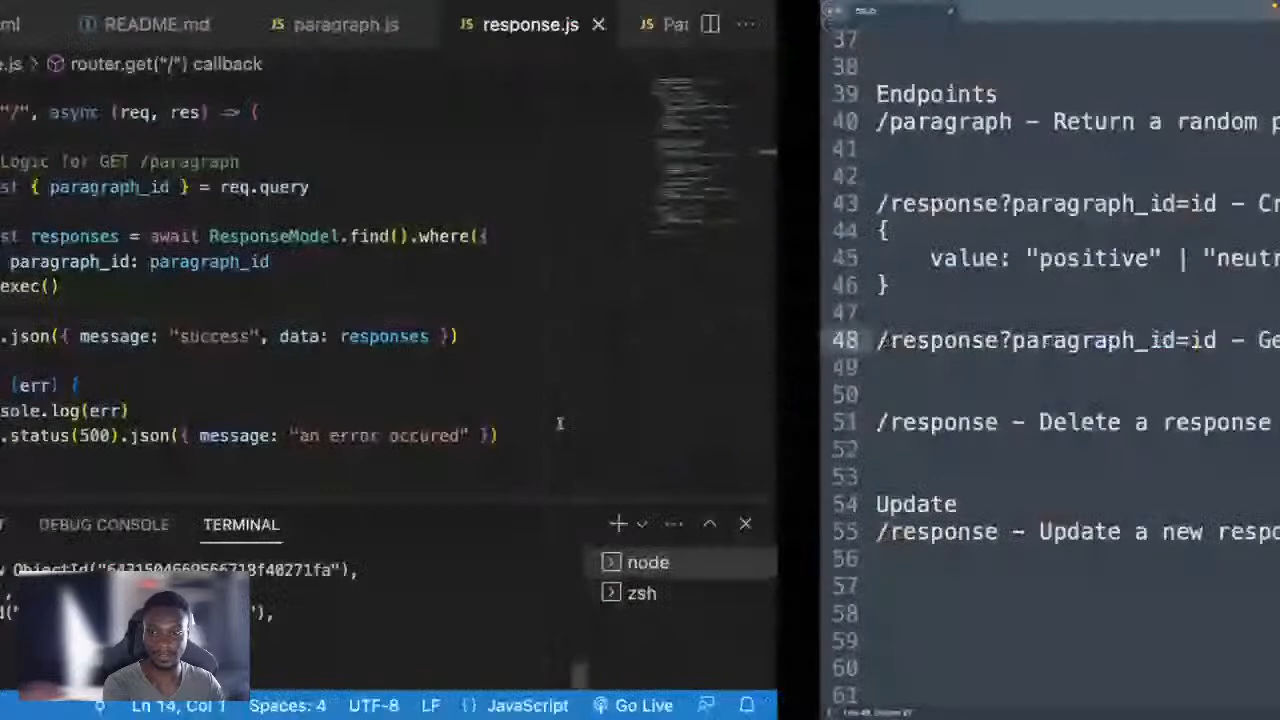 ml README.md paragraph.js response.js Par
e.js > router.get("/") callback
"/", async (req, res) => {
Logic for GET /paragraph
st { paragraph_id } = req.query
st responses = await ResponseModel.find().where({
paragraph_id: paragraph_id
exec()
.json({ message: "success", data: responses })
(err) {
sole.log(err)
.status(500).json({ message: "an error occured" })
DEBUG CONSOLE TERMINAL
node
zsh
Ln 14, Col 1 Spaces: 4 UTF-8 LF {} JavaScript Go Live
37
38
39 Endpoints
40 /paragraph - Return a random p
41
42
43 /response?paragraph_id=id - Cr
44 {
45 value: "positive" | "neutr
46 }
47
48 /response?paragraph_id=id - Ge
49
50
51 /response - Delete a response
52
53
54 Update
55 /response - Update a new respo
56
57
58
59
60
61